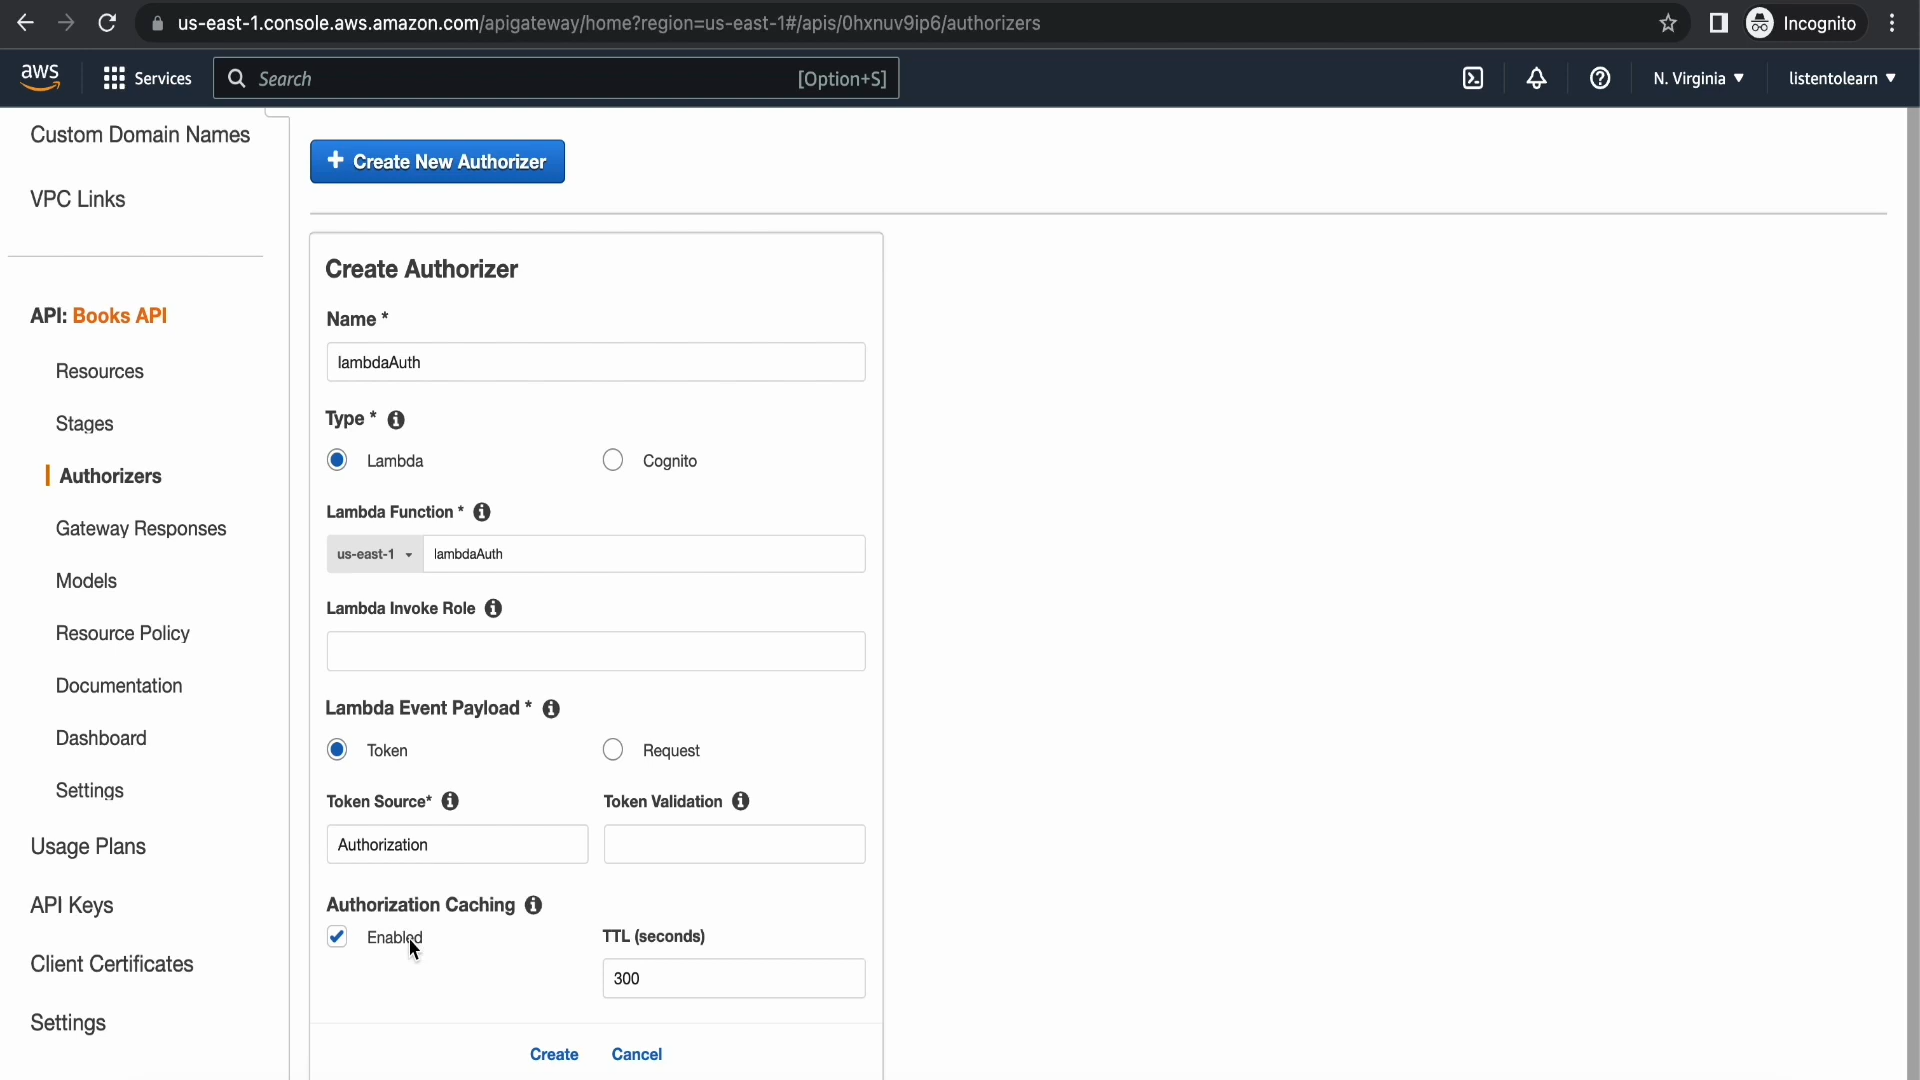 us-east-1.console.aws.amazon.com/apigateway/home?region=us-east-1#/apis/0hxnuv9ip6/authorizers
Incognito
aws
Services
Search
[Option+S]
N. Virginia
listentolearn
Custom Domain Names
VPC Links
API: Books API
Resources
Stages
Authorizers
Gateway Responses
Models
Resource Policy
Documentation
Dashboard
Settings
Usage Plans
API Keys
Client Certificates
Settings
+ Create New Authorizer
Create Authorizer
Name *
lambdaAuth
Type *
Lambda
Cognito
Lambda Function *
us-east-1
lambdaAuth
Lambda Invoke Role
Lambda Event Payload *
Token
Request
Token Source*
Token Validation
Authorization
Authorization Caching
Enabled
TTL (seconds)
300
Create
Cancel